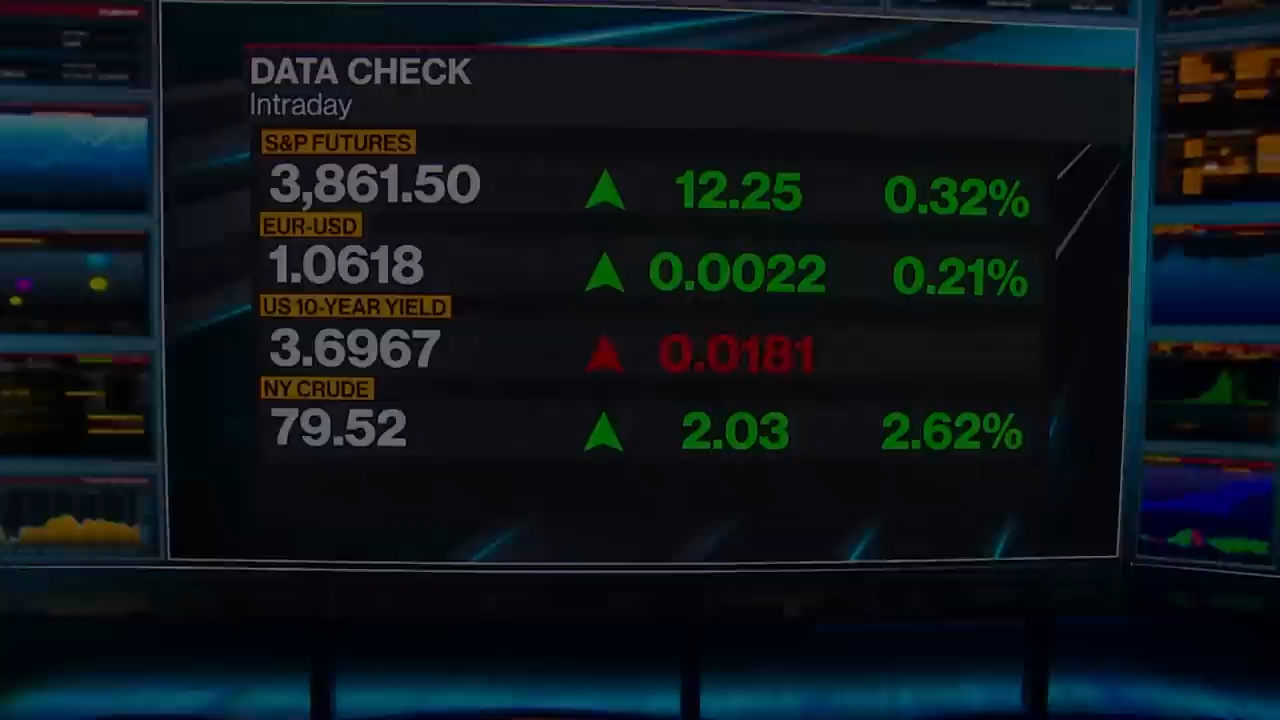 DATA CHECK
Intraday
S&P FUTURES
3,861.50 12.25 0.32%
EUR-USD
1.0618 0.0022 0.21%
US 10-YEAR YIELD
3.6967 0.0181
NY CRUDE
79.52 2.03 2.62%